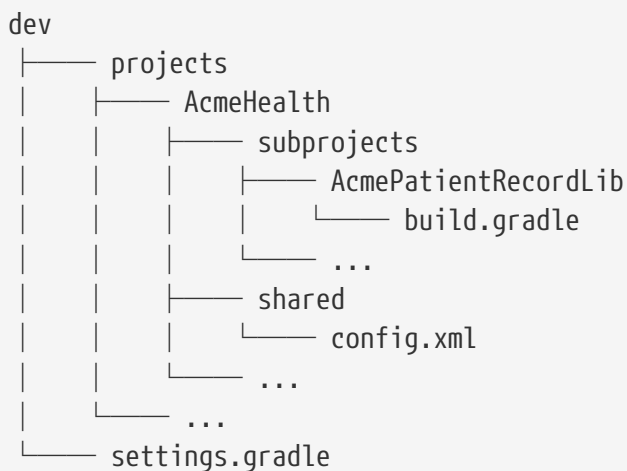 dev
projects
AcmeHealth
subprojects
AcmePatientRecordLib
build.gradle
...
shared
config.xml
...
...
settings.gradle